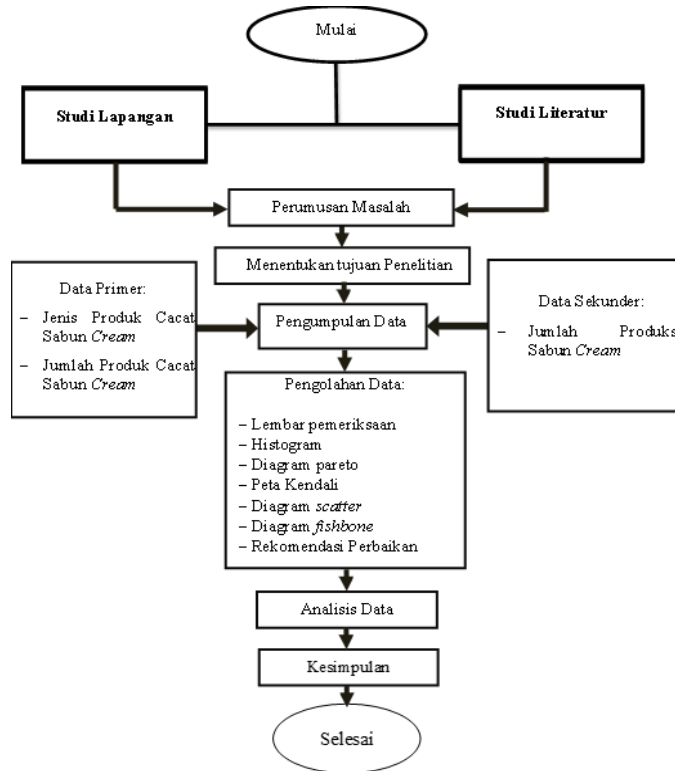 Mulai
Studi Lapangan
Studi Literatur
Perumusan Masalah
Menentukan tujuan Penelitian
Data Primer:
– Jenis Produk Cacat
Sabun Cream
– Jumlah Produk Cacat
Sabun Cream
Pengumpulan Data
Data Sekunder:
– Jumlah Produks
Sabun Cream
Pengolahan Data:
– Lembar pemeriksaan
– Histogram
– Diagram pareto
– Peta Kendali
– Diagram scatter
– Diagram fishbone
– Rekomendasi Perbaikan
Analisis Data
Kesimpulan
Selesai